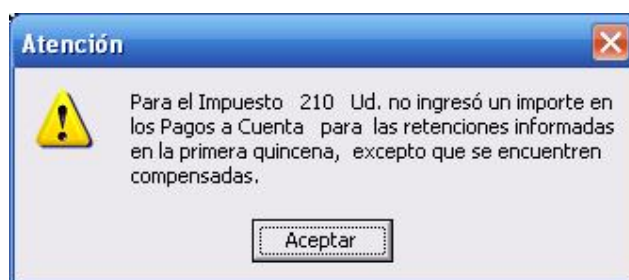 Atención
Para el Impuesto 210 Ud. no ingresó un importe en
los Pagos a Cuenta para las retenciones informadas
en la primera quincena, excepto que se encuentren
compensadas.
Aceptar